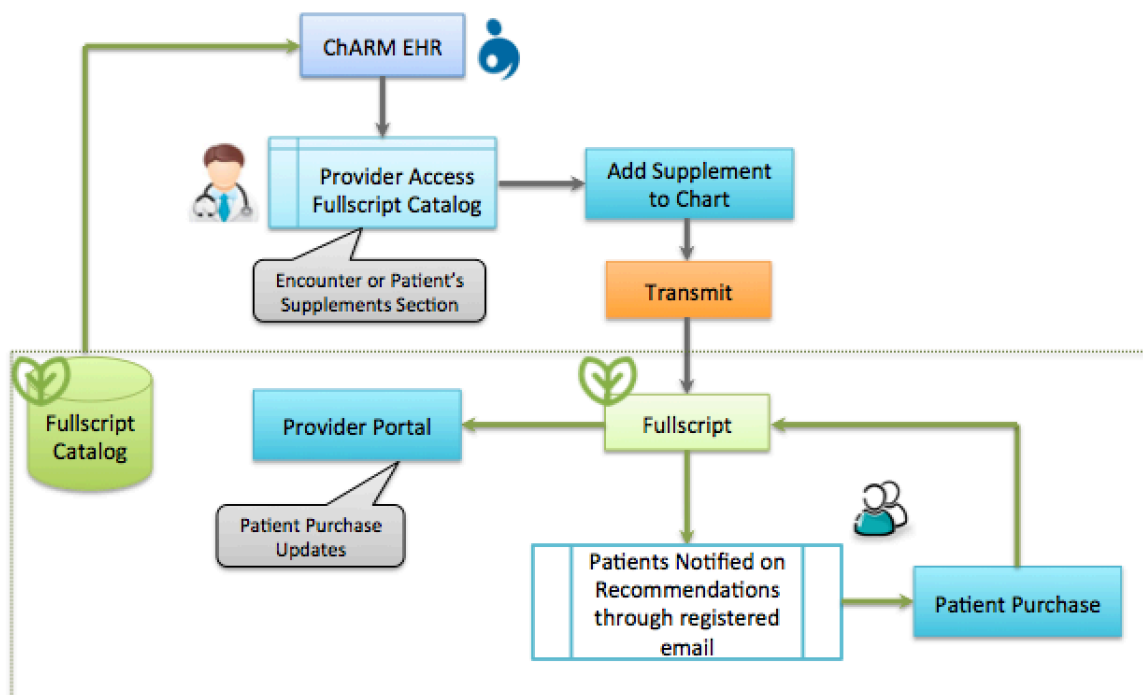 ChARM EHR
Provider Access
Fullscript Catalog
Add Supplement
to Chart
Encounter or Patient's
Supplements Section
Transmit
Fullscript
Catalog
Provider Portal
Fullscript
Patient Purchase
Updates
Patients Notified on
Recommendations
through registered
email
Patient Purchase